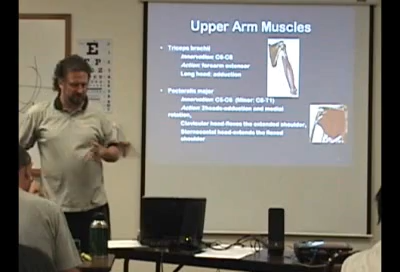 Upper Arm Muscles
• Triceps brachii
Innervation C6-C8
Action forearm extensor
Long head: adduction
• Pectoralis major
Innervation C5-C8 (Minor: C8-T1)
Action 2heads-adduction and medial
rotation,
Clavicular head-flexes the extended shoulder,
Sternocostal head-extends the flexed
shoulder
E